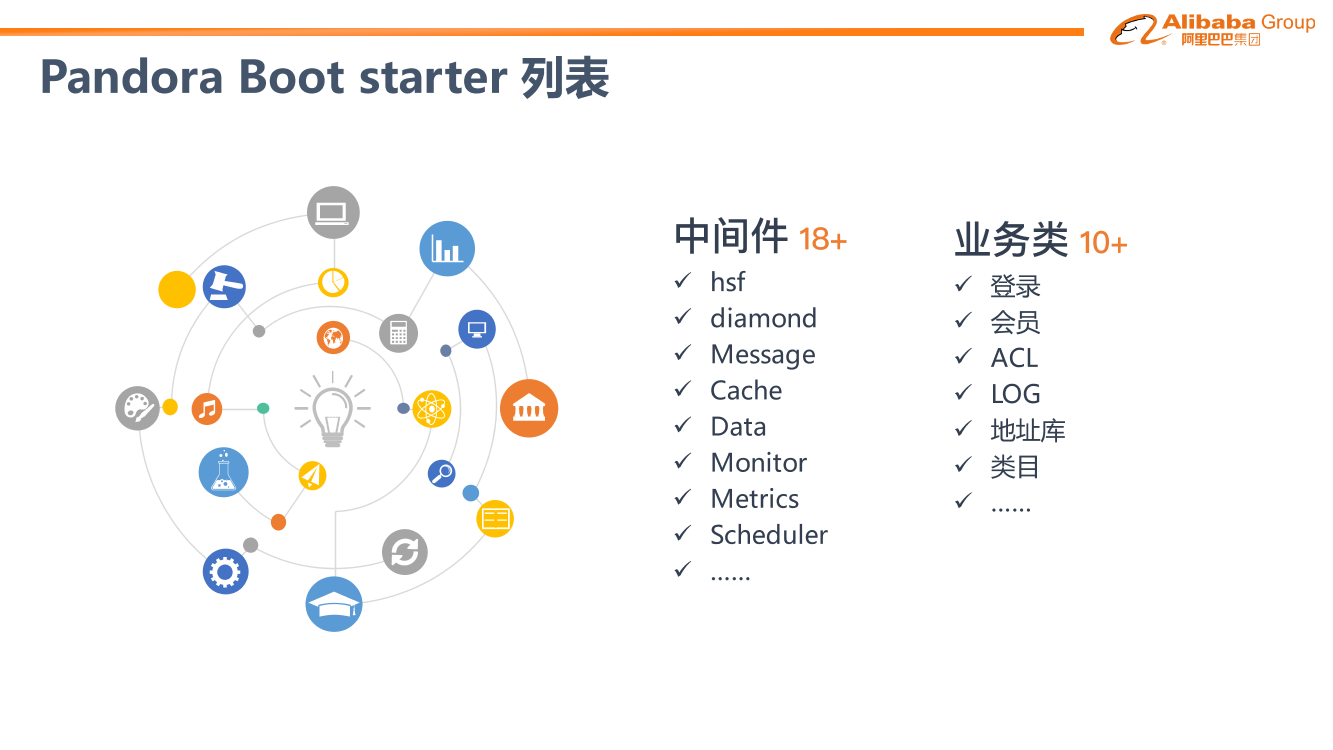 Alibaba Group
阿里巴巴集团
Pandora Boot starter 列表
中间件 18+
hsf
diamond
Message
Cache
Data
Monitor
Metrics
Scheduler
……
业务类 10+
登录
会员
ACL
LOG
地址库
类目
……